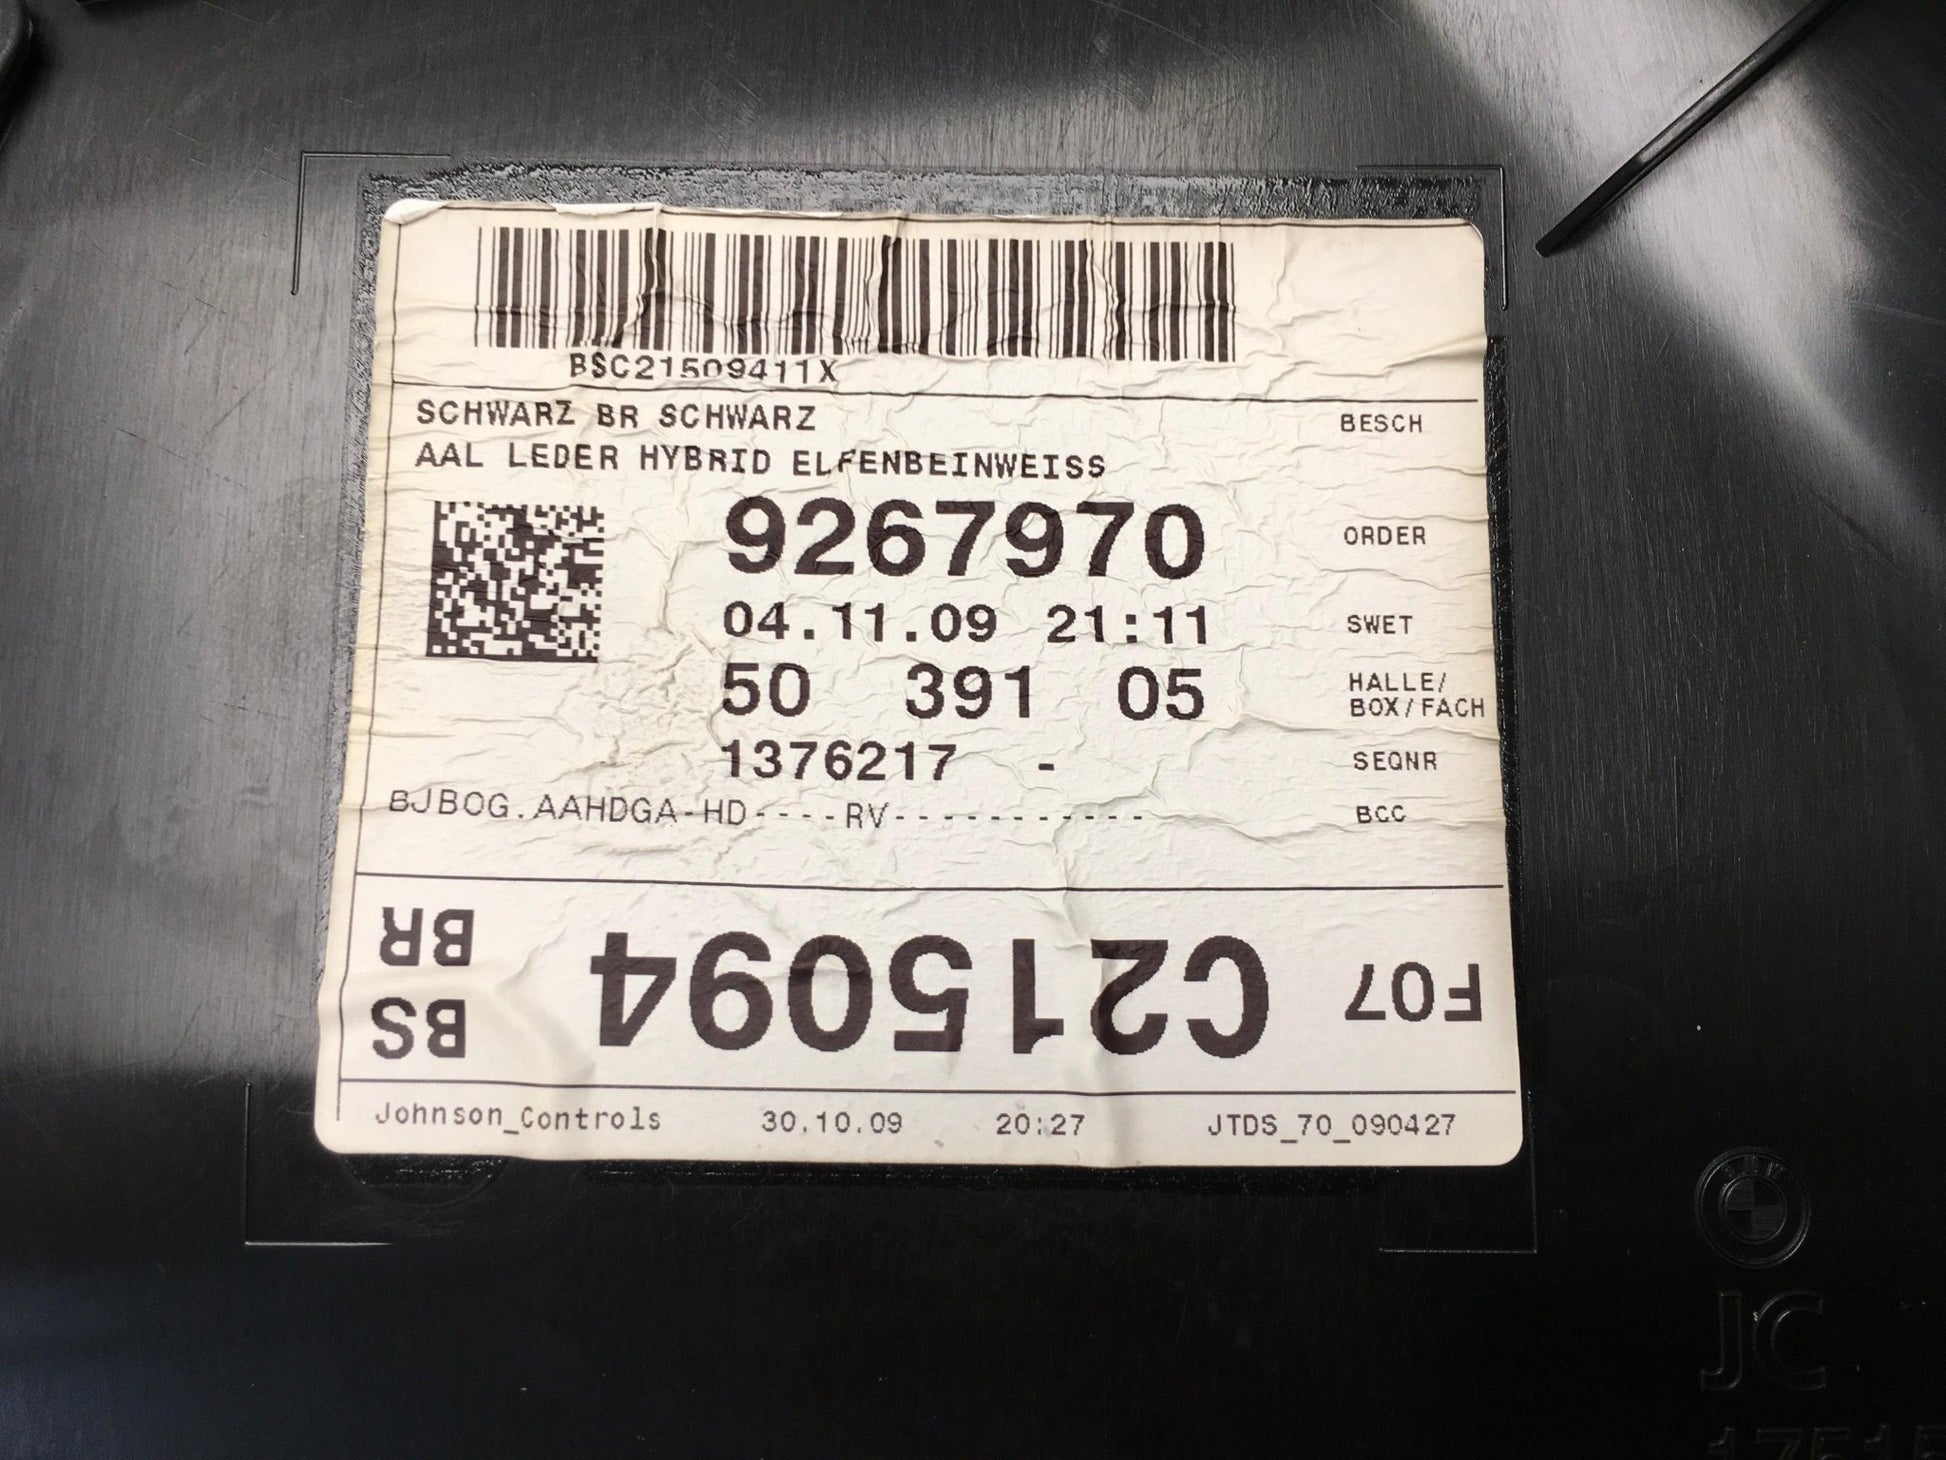 BSC21509411X
SCHWARZ BR SCHWARZ BESCH
AAL LEDER HYBRID ELFENBEINWEISS
9267970 ORDER
04.11.09 21:11 SWET
50 391 05 HALLE/
BOX/FACH
1376217 - SEQNR
BJBOG.AAHDGA-HD----RV----------- BCC
F07 C215094 BS BR
Johnson_Controls 30.10.09 20:27 JTDS_70_090427
BMW
JC